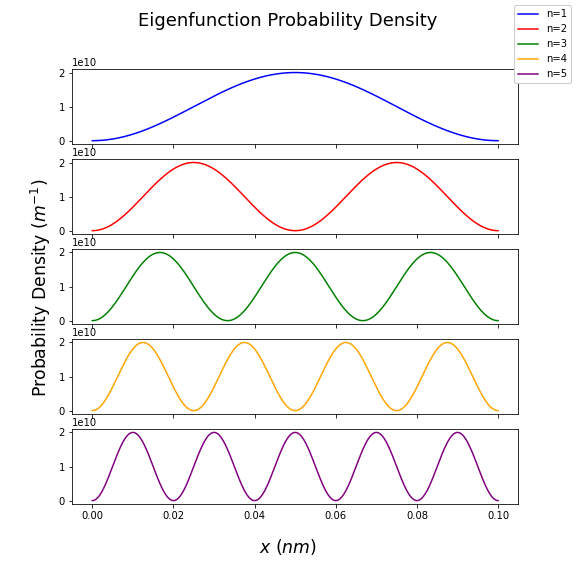 Eigenfunction Probability Density
n=1
n=2
n=3
n=4
n=5
Probability Density (m⁻¹)
1e10
2
1
0
1e10
2
1
0
1e10
2
1
0
1e10
2
1
0
1e10
2
1
0
0.00 0.02 0.04 0.06 0.08 0.10
x (nm)